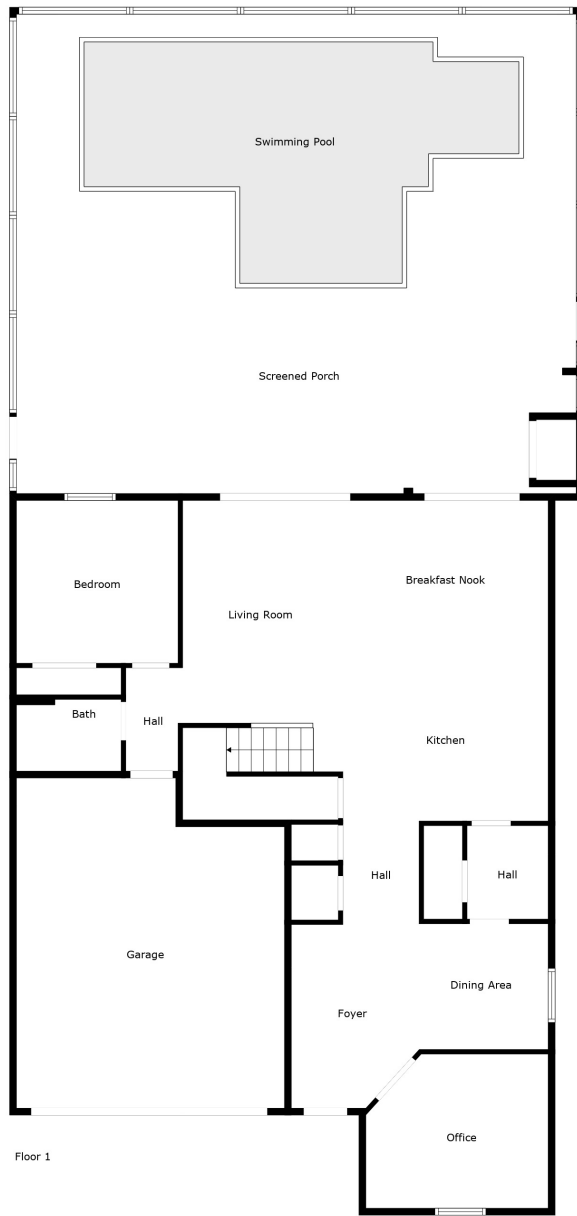 Swimming Pool
Screened Porch
Bedroom
Breakfast Nook
Living Room
Bath
Hall
Kitchen
Hall
Hall
Garage
Dining Area
Foyer
Office
Floor 1